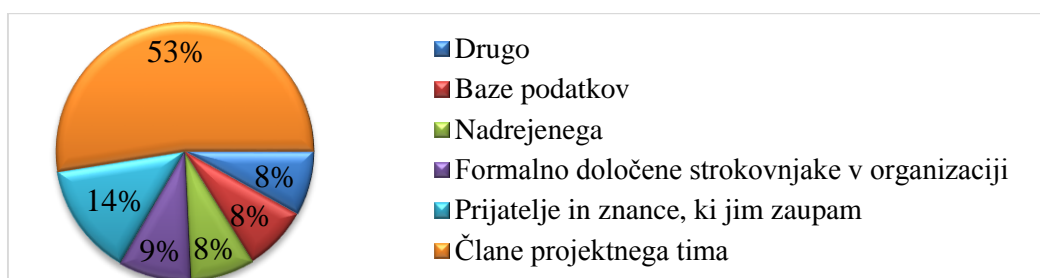 53%
8%
8%
8%
9%
14%
Drugo
Baze podatkov
Nadrejenega
Formalno določene strokovnjake v organizaciji
Prijatelje in znance, ki jim zaupam
Člane projektnega tima